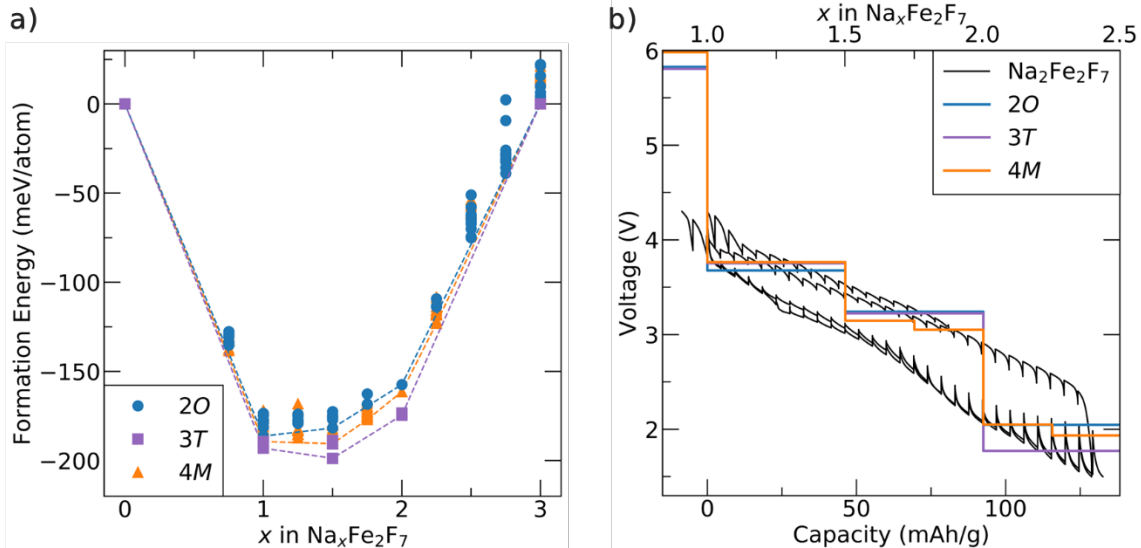 a)
Formation Energy (meV/atom)
0
−50
−100
−150
−200
2O
3T
4M
0 1 2 3
x in NaxFe2F7
b)
x in NaxFe2F7
1.0 1.5 2.0 2.5
Voltage (V)
6
5
4
3
2
Na2Fe2F7
2O
3T
4M
0 50 100
Capacity (mAh/g)